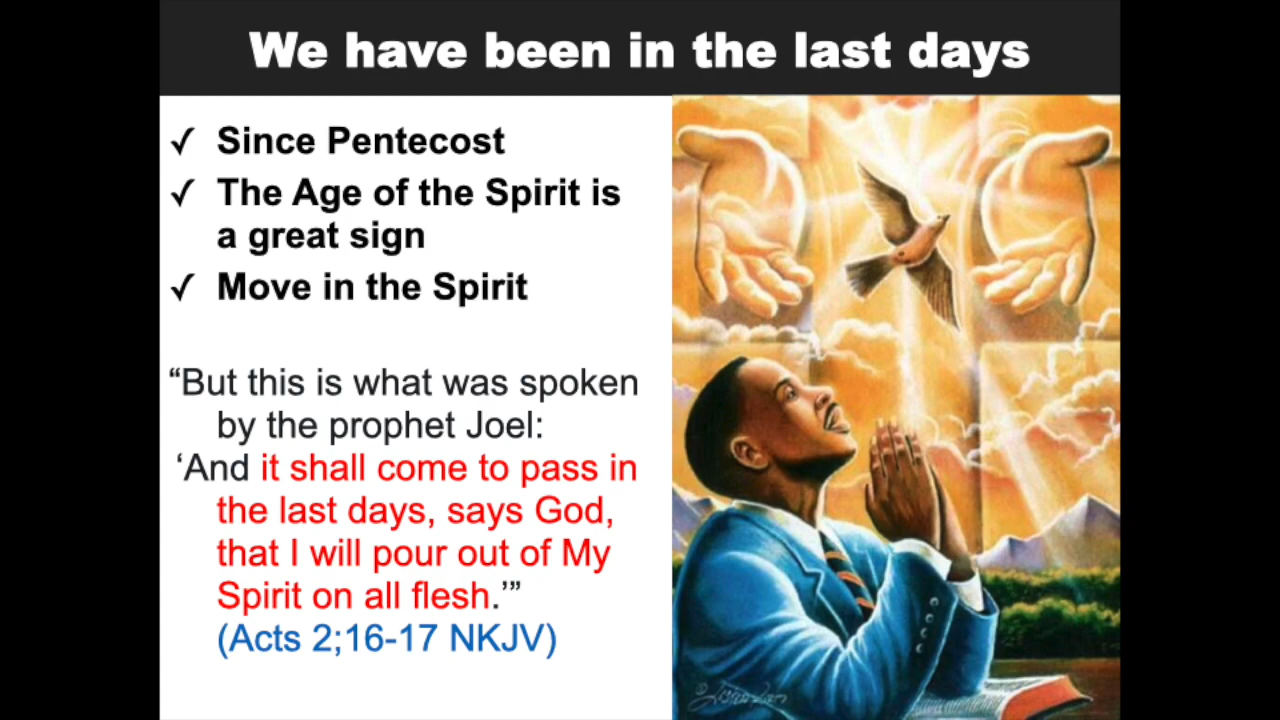 We have been in the last days
✓ Since Pentecost
✓ The Age of the Spirit is
a great sign
✓ Move in the Spirit
“But this is what was spoken
by the prophet Joel:
‘And it shall come to pass in
the last days, says God,
that I will pour out of My
Spirit on all flesh.’”
(Acts 2;16-17 NKJV)